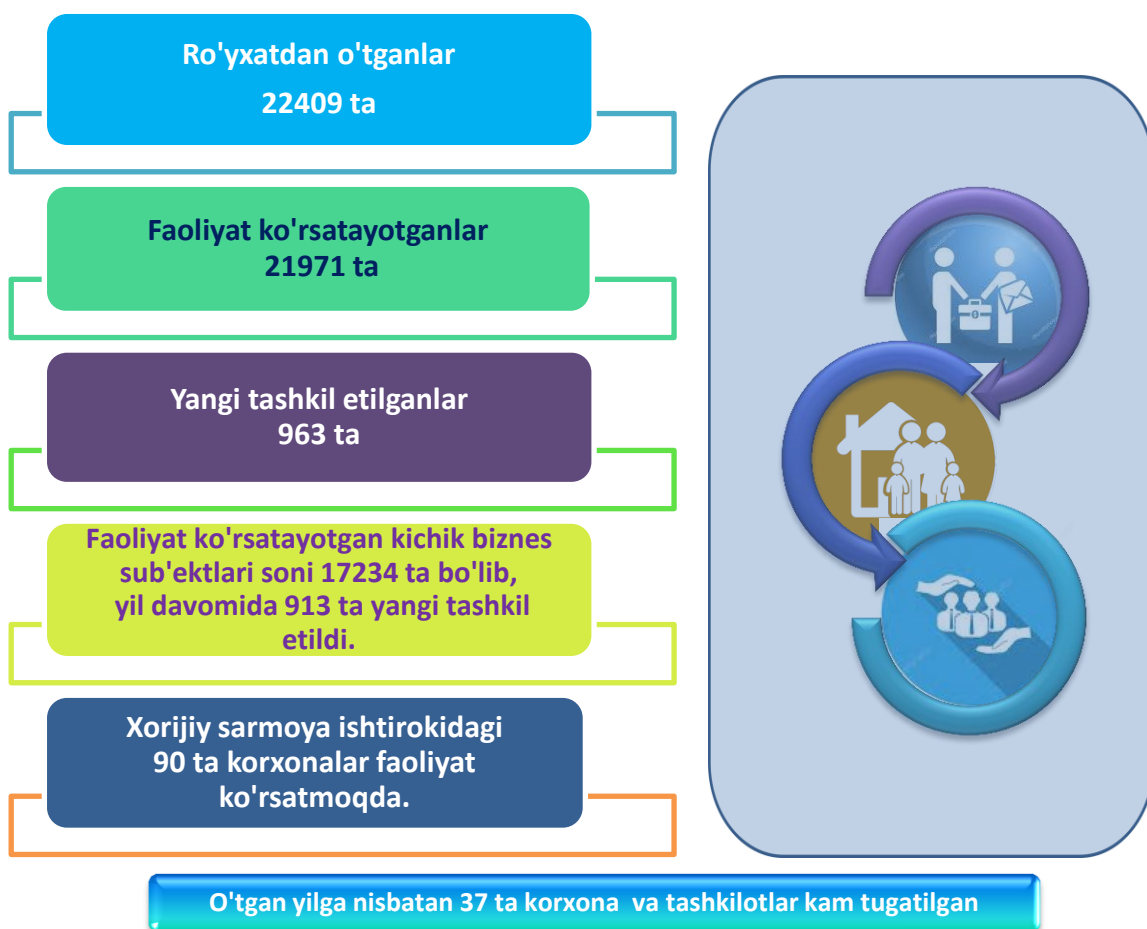 Ro'yxatdan o'tganlar
22409 ta
Faoliyat ko'rsatayotganlar
21971 ta
Yangi tashkil etilganlar
963 ta
Faoliyat ko'rsatayotgan kichik biznes
sub'ektlari soni 17234 ta bo'lib,
yil davomida 913 ta yangi tashkil
etildi.
Xorijiy sarmoya ishtirokidagi
90 ta korxonalar faoliyat
ko'rsatmoqda.
O'tgan yilga nisbatan 37 ta korxona va tashkilotlar kam tugatilgan